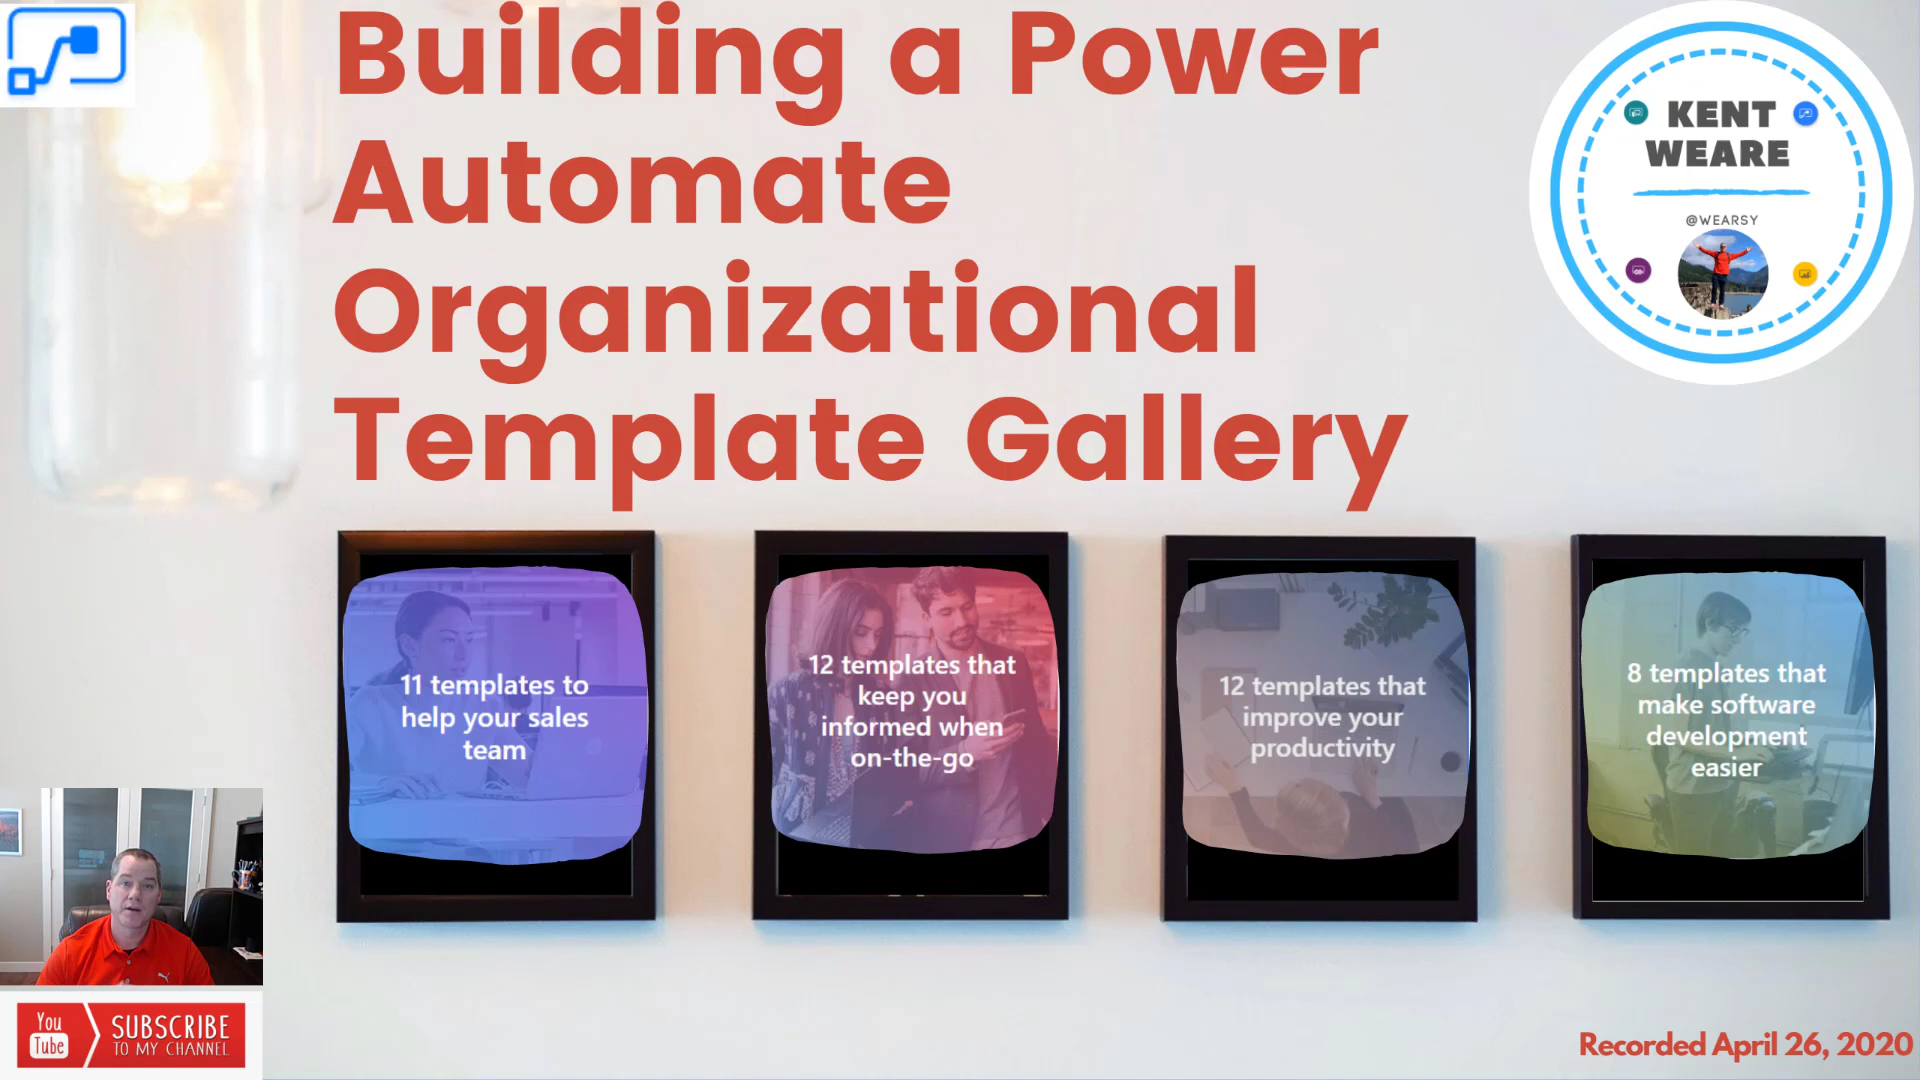 Building a Power
Automate
Organizational
Template Gallery
KENT
WEARE
@WEARSY
11 templates to
help your sales
team
12 templates that
keep you
informed when
on-the-go
12 templates that
improve your
productivity
8 templates that
make software
development
easier
You
Tube
SUBSCRIBE
TO MY CHANNEL
Recorded April 26, 2020